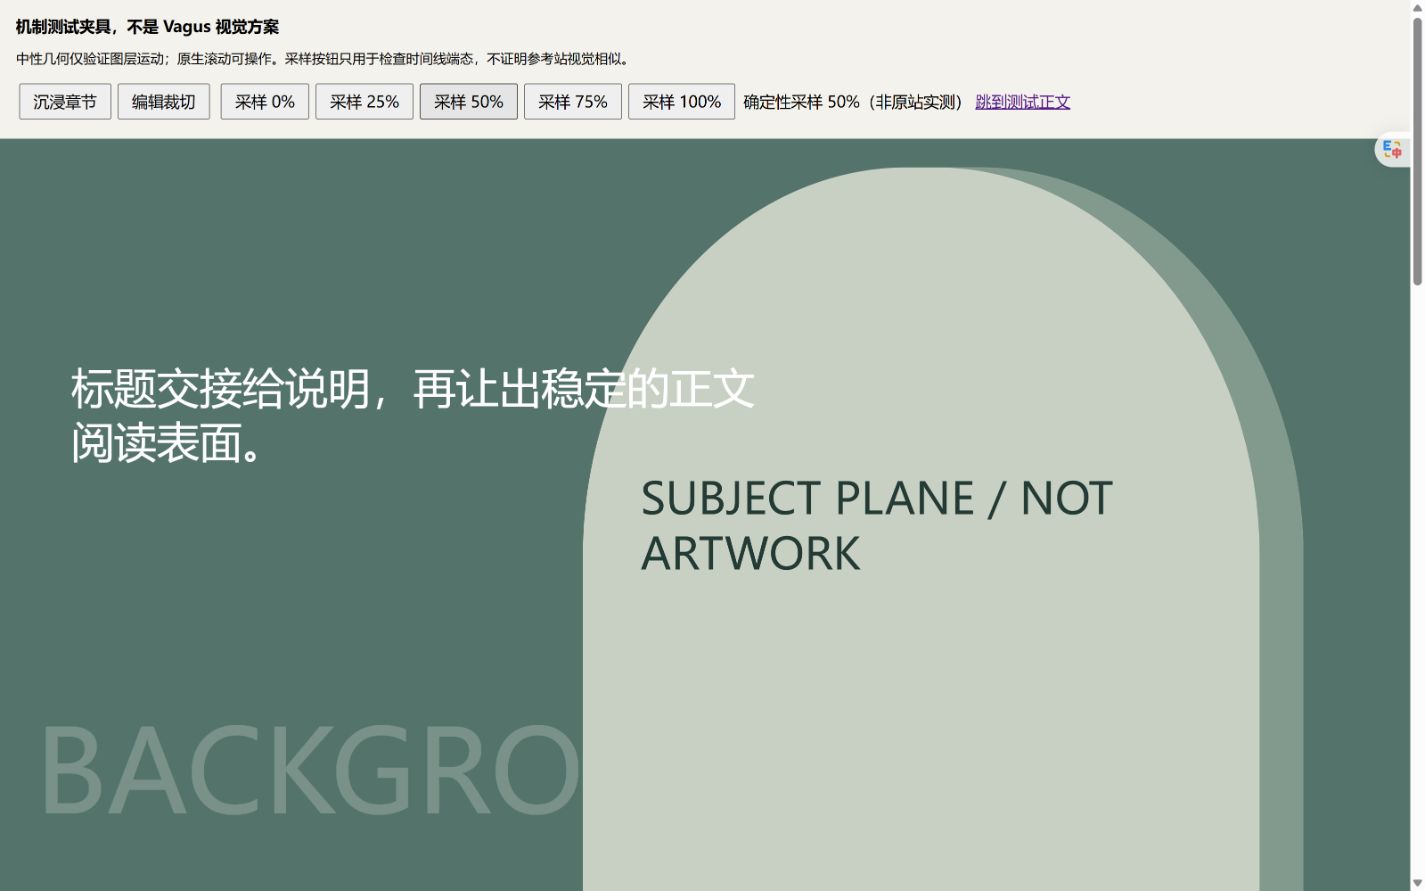 机制测试夹具，不是 Vagus 视觉方案
中性几何仅验证图层运动；原生滚动可操作。采样按钮只用于检查时间线端态，不证明参考站视觉相似。
沉浸章节 编辑裁切 采样 0% 采样 25% 采样 50% 采样 75% 采样 100% 确定性采样 50%（非原站实测） 跳到测试正文
标题交接给说明，再让出稳定的正文
阅读表面。
SUBJECT PLANE / NOT
ARTWORK
BACKGRO